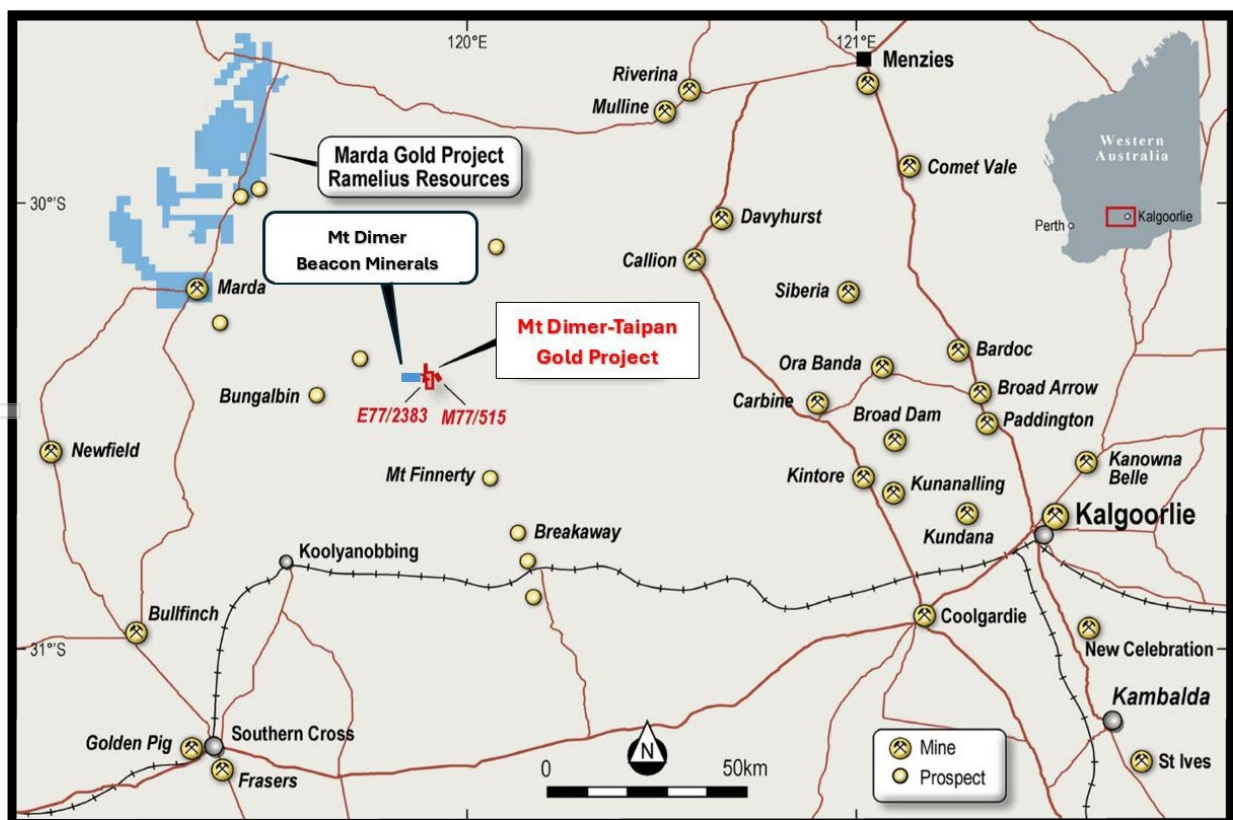 120°E
121°E
Menzies
Riverina
Mulline
Western
Australia
Marda Gold Project
Ramelius Resources
Comet Vale
30°S
30°S
Davyhurst
Perth
Kalgoorlie
Mt Dimer
Beacon Minerals
Callion
Marda
Siberia
Mt Dimer-Taipan
Gold Project
Bardoc
Ora Banda
Bungalbin
Broad Arrow
E77/2383
M77/515
Carbine
Broad Dam
Paddington
Newfield
Kanowna
Belle
Mt Finnerty
Kintore
Kunanalling
Kalgoorlie
Breakaway
Kundana
Koolyanobbing
Bullfinch
Coolgardie
31°S
31°S
New Celebration
Kambalda
Golden Pig
Southern Cross
N
Mine
0
50km
St Ives
Frasers
Prospect